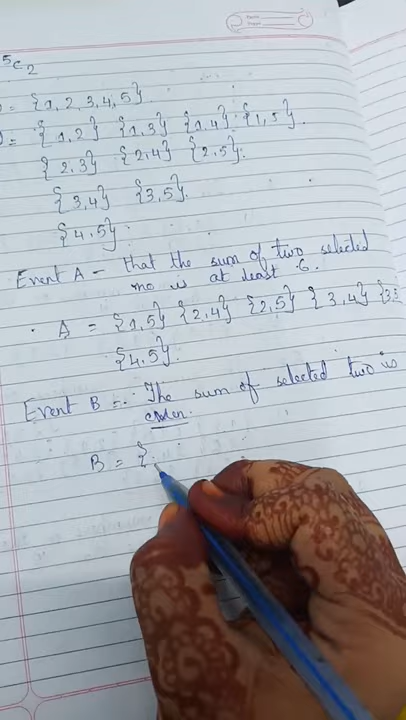 ⁵C₂
= {1, 2, 3, 4, 5}
= {1,2} {1,3} {1,4} {1,5}.
{2,3} {2,4} {2,5}.
{3,4} {3,5}.
{4,5}.
Event A - that the sum of two selected
no is at least 6.
A = {1,5} {2,4} {2,5} {3,4} {3,5
{4,5}.
Event B = The sum of selected two is
even.
B = {